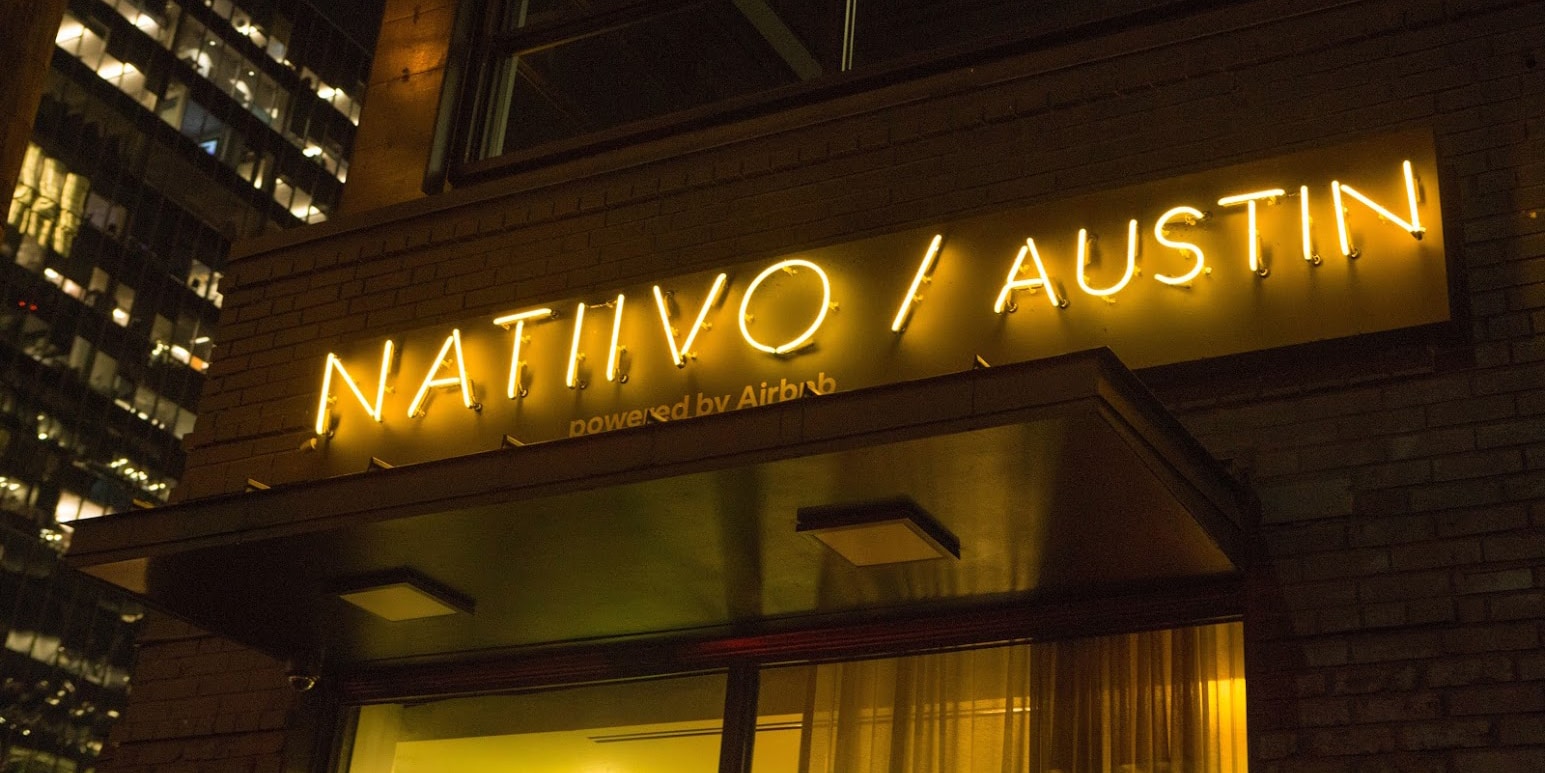 NATIIVO / AUSTIN
powered by Airbnb